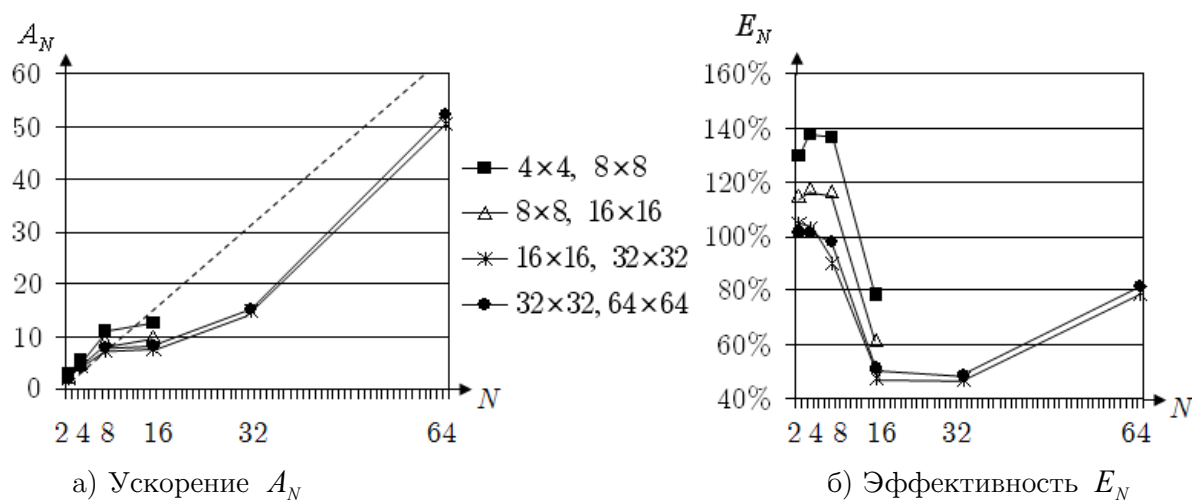 A_N
60
50
40
30
20
10
0
2 4 8 16 32 64
N
4×4, 8×8
8×8, 16×16
16×16, 32×32
32×32, 64×64
E_N
160%
140%
120%
100%
80%
60%
40%
2 4 8 16 32 64
N
а) Ускорение A_N
б) Эффективность E_N